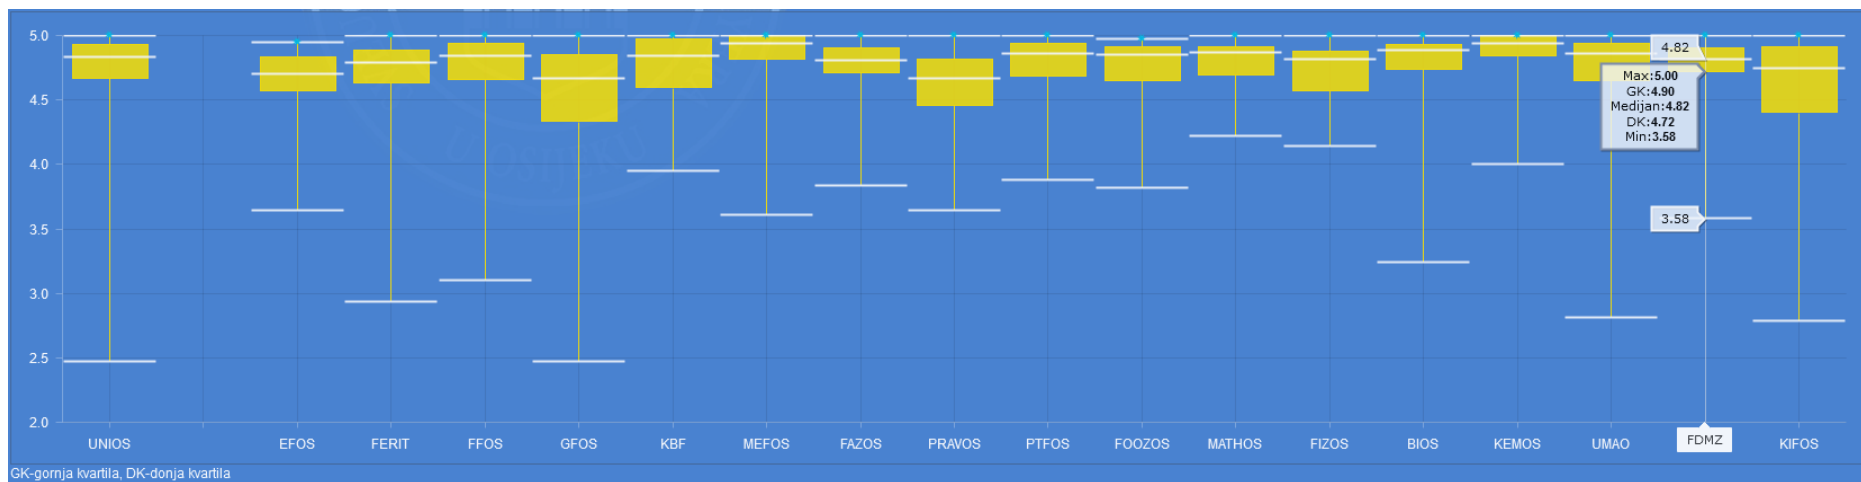 5.0
4.5
4.0
3.5
3.0
2.5
2.0
4.82
Max:5.00
GK:4.90
Medijan:4.82
DK:4.72
Min:3.58
3.58
UNIOS EFOS FERIT FFOS GFOS KBF MEFOS FAZOS PRAVOS PTFOS FOOZOS MATHOS FIZOS BIOS KEMOS UMAO FDMZ KIFOS
GK-gornja kvartila, DK-donja kvartila